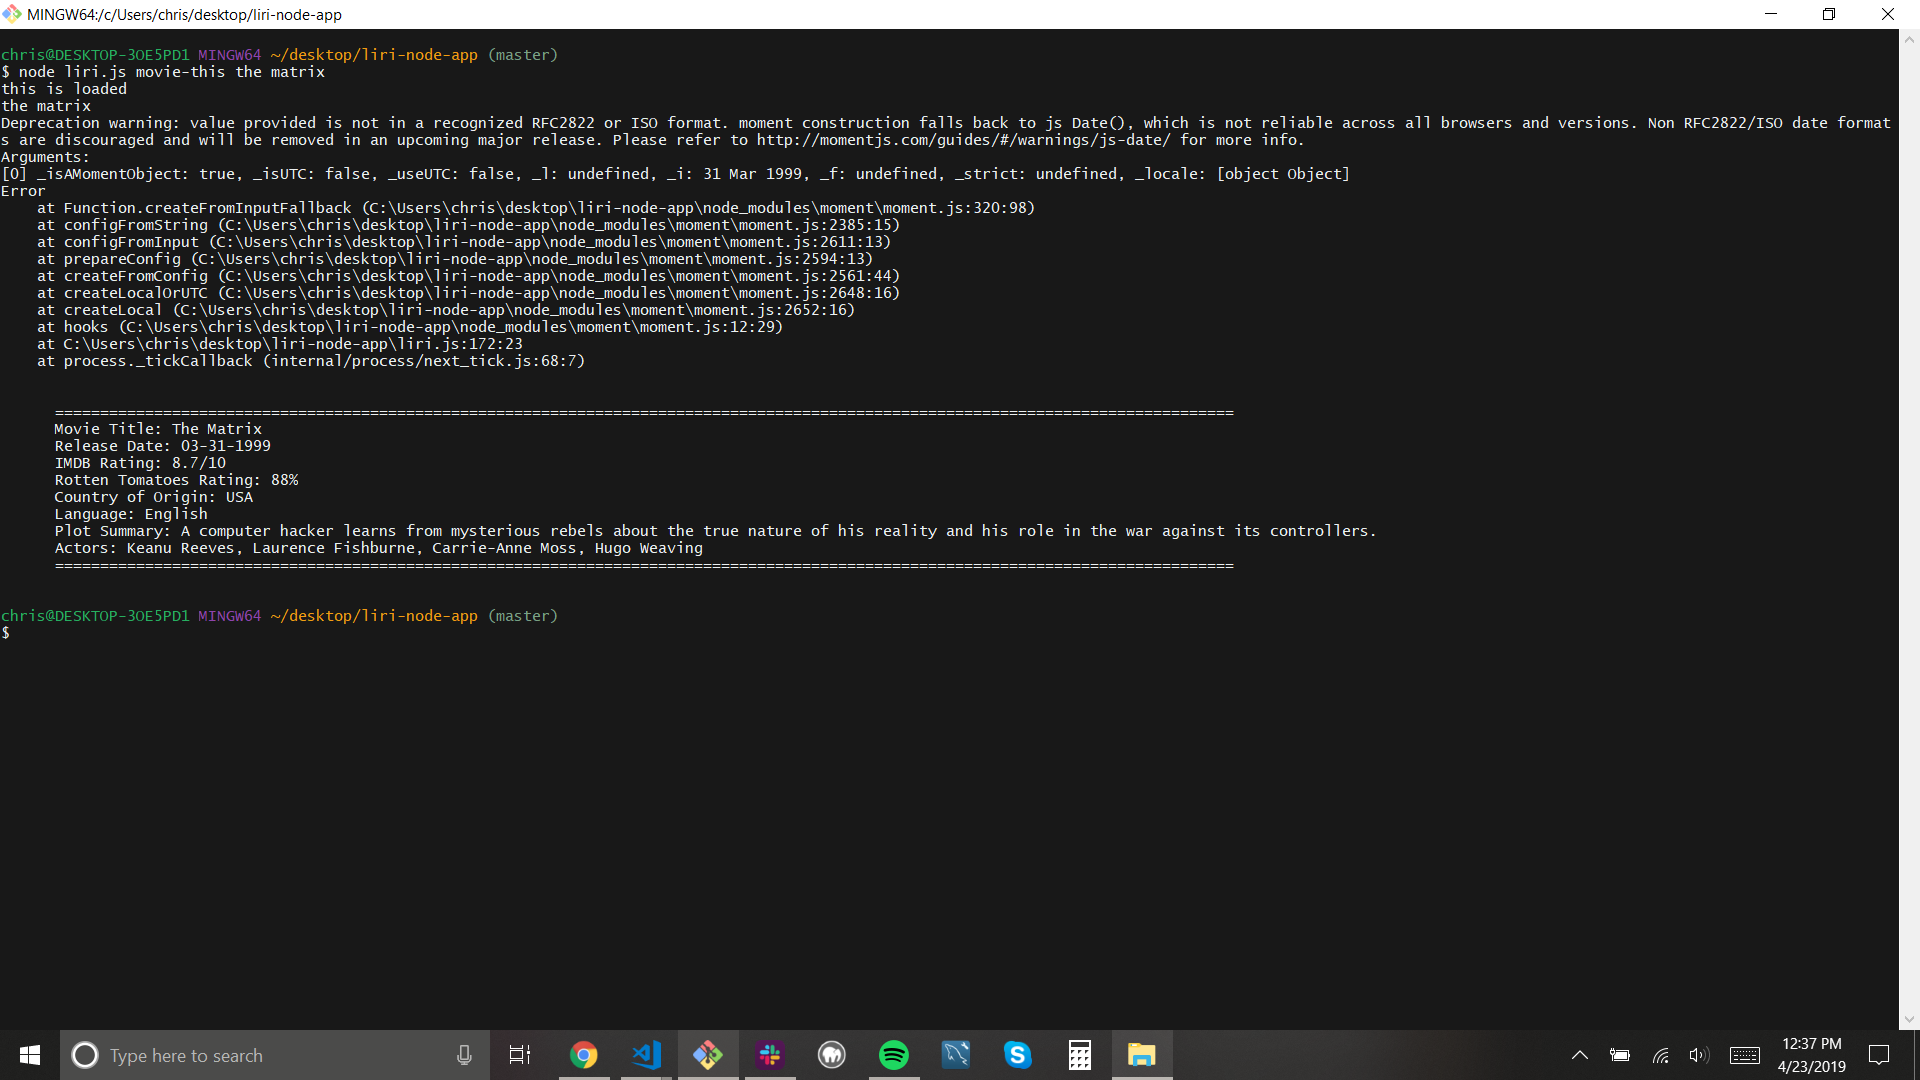 MINGW64:/c/Users/chris/desktop/liri-node-app
chris@DESKTOP-3OE5PD1 MINGW64 ~/desktop/liri-node-app (master)
$ node liri.js movie-this the matrix
this is loaded
the matrix
Deprecation warning: value provided is not in a recognized RFC2822 or ISO format. moment construction falls back to js Date(), which is not reliable across all browsers and versions. Non RFC2822/ISO date format
s are discouraged and will be removed in an upcoming major release. Please refer to http://momentjs.com/guides/#/warnings/js-date/ for more info.
Arguments:
[0] _isAMomentObject: true, _isUTC: false, _useUTC: false, _l: undefined, _i: 31 Mar 1999, _f: undefined, _strict: undefined, _locale: [object Object]
Error
    at Function.createFromInputFallback (C:\Users\chris\desktop\liri-node-app\node_modules\moment\moment.js:320:98)
    at configFromString (C:\Users\chris\desktop\liri-node-app\node_modules\moment\moment.js:2385:15)
    at configFromInput (C:\Users\chris\desktop\liri-node-app\node_modules\moment\moment.js:2611:13)
    at prepareConfig (C:\Users\chris\desktop\liri-node-app\node_modules\moment\moment.js:2594:13)
    at createFromConfig (C:\Users\chris\desktop\liri-node-app\node_modules\moment\moment.js:2561:44)
    at createLocalOrUTC (C:\Users\chris\desktop\liri-node-app\node_modules\moment\moment.js:2648:16)
    at createLocal (C:\Users\chris\desktop\liri-node-app\node_modules\moment\moment.js:2652:16)
    at hooks (C:\Users\chris\desktop\liri-node-app\node_modules\moment\moment.js:12:29)
    at C:\Users\chris\desktop\liri-node-app\liri.js:172:23
    at process._tickCallback (internal/process/next_tick.js:68:7)
===================================================================================================================================
Movie Title: The Matrix
Release Date: 03-31-1999
IMDB Rating: 8.7/10
Rotten Tomatoes Rating: 88%
Country of Origin: USA
Language: English
Plot Summary: A computer hacker learns from mysterious rebels about the true nature of his reality and his role in the war against its controllers.
Actors: Keanu Reeves, Laurence Fishburne, Carrie-Anne Moss, Hugo Weaving
===================================================================================================================================
chris@DESKTOP-3OE5PD1 MINGW64 ~/desktop/liri-node-app (master)
$
Type here to search
12:37 PM
4/23/2019